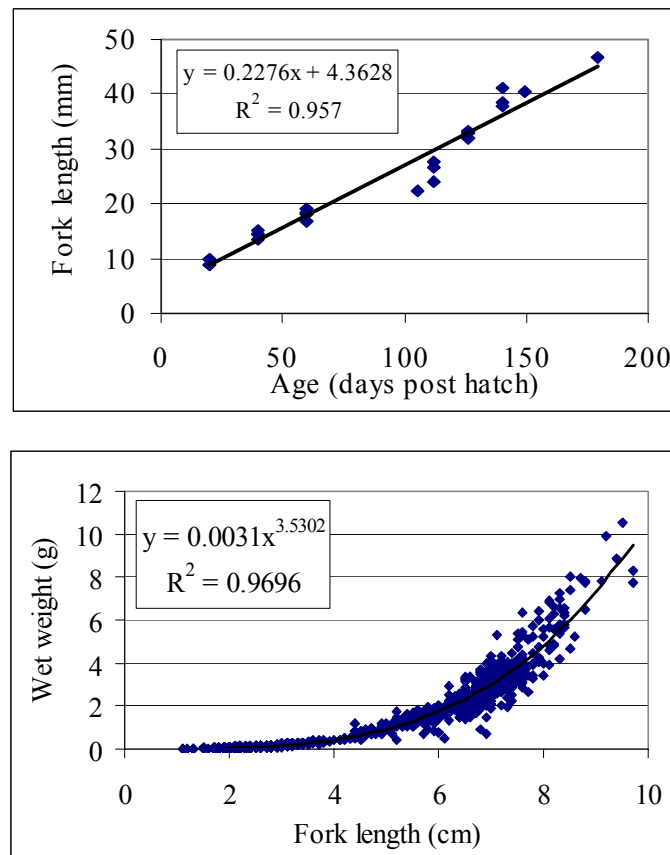 50
40
30
20
10
0
Fork length (mm)
y = 0.2276x + 4.3628
R² = 0.957
0 50 100 150 200
Age (days post hatch)
12
10
8
6
4
2
0
Wet weight (g)
y = 0.0031x³·⁵³⁰²
R² = 0.9696
0 2 4 6 8 10
Fork length (cm)